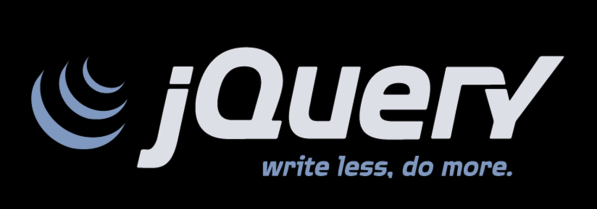 jQuery
write less, do more.